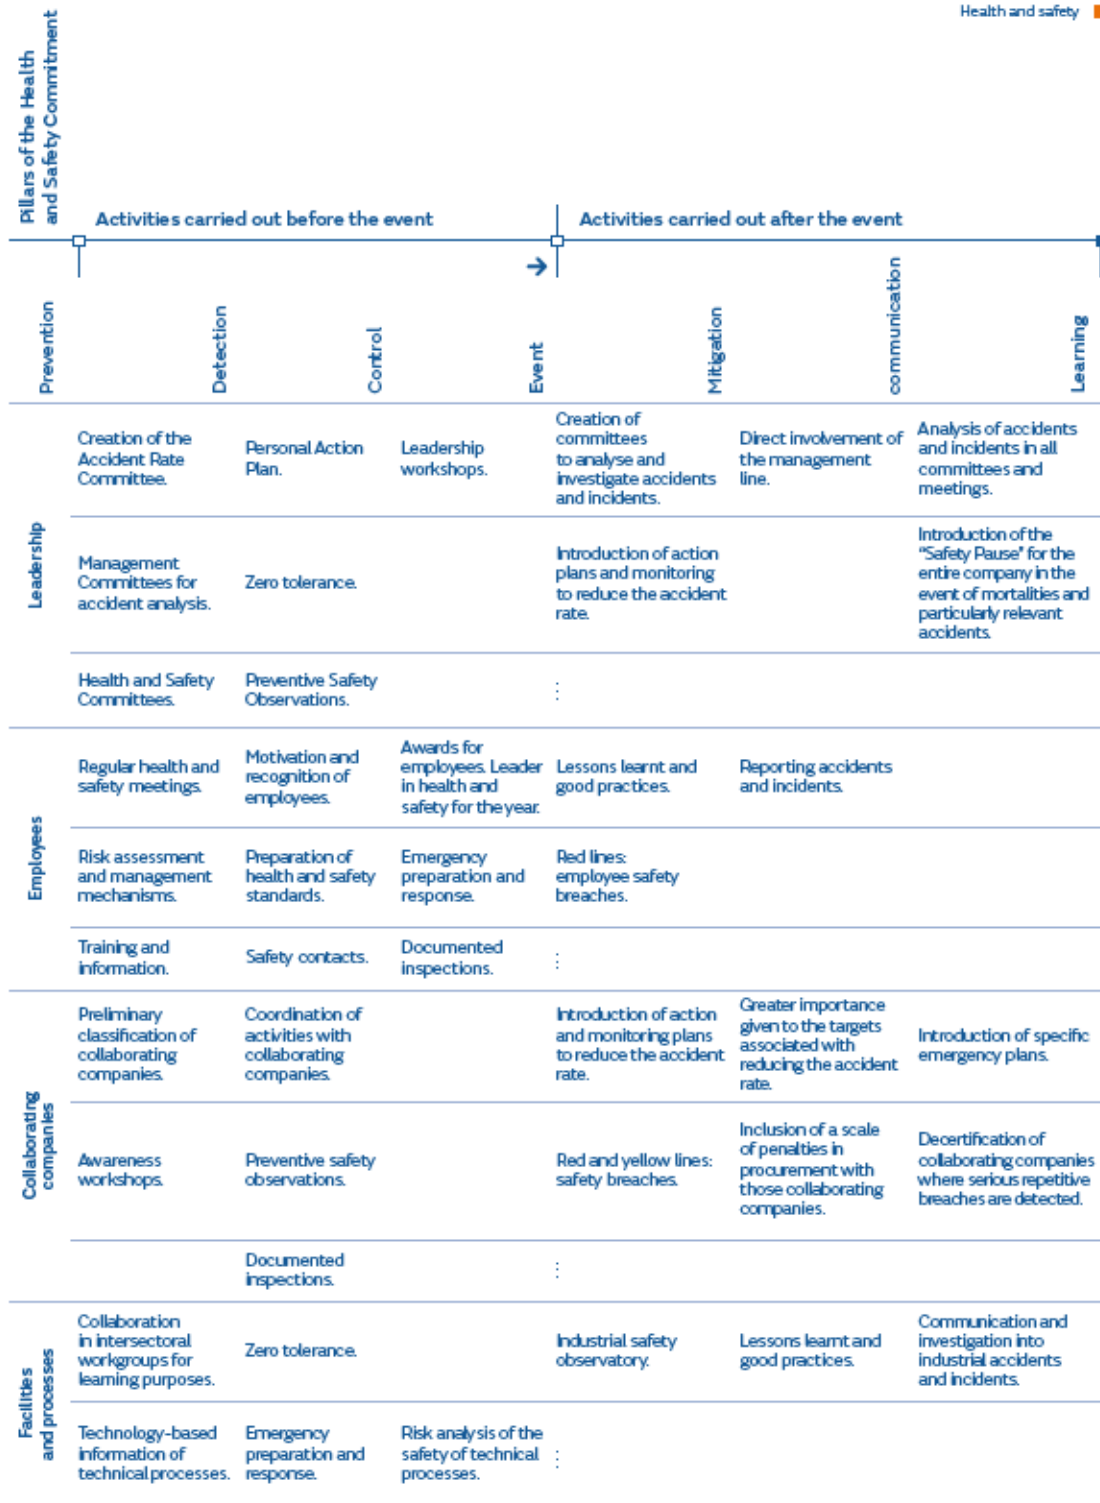 Health and safety
Pillars of the Health
and Safety Commitment
Activities carried out before the event
Activities carried out after the event
Prevention
Detection
Control
Event
Mitigation
communication
Learning
Leadership
Creation of the
Accident Rate
Committee.
Personal Action
Plan.
Leadership
workshops.
Creation of
committees
to analyse and
investigate accidents
and incidents.
Direct involvement of
the management
line.
Analysis of accidents
and incidents in all
committees and
meetings.
Management
Committees for
accident analysis.
Zero tolerance.
Introduction of action
plans and monitoring
to reduce the accident
rate.
Introduction of the
"Safety Pause" for the
entire company in the
event of mortalities and
particularly relevant
accidents.
Health and Safety
Committees.
Preventive Safety
Observations.
Employees
Regular health and
safety meetings.
Motivation and
recognition of
employees.
Awards for
employees. Leader
in health and
safety for the year.
Lessons learnt and
good practices.
Reporting accidents
and incidents.
Risk assessment
and management
mechanisms.
Preparation of
health and safety
standards.
Emergency
preparation and
response.
Red lines:
employee safety
breaches.
Training and
information.
Safety contacts.
Documented
inspections.
Collaborating
companies
Preliminary
classification of
collaborating
companies.
Coordination of
activities with
collaborating
companies.
Introduction of action
and monitoring plans
to reduce the accident
rate.
Greater importance
given to the targets
associated with
reducing the accident
rate.
Introduction of specific
emergency plans.
Awareness
workshops.
Preventive safety
observations.
Red and yellow lines:
safety breaches.
Inclusion of a scale
of penalties in
procurement with
those collaborating
companies.
Decertification of
collaborating companies
where serious repetitive
breaches are detected.
Documented
inspections.
Facilities
and processes
Collaboration
in intersectoral
workgroups for
learning purposes.
Zero tolerance.
Industrial safety
observatory.
Lessons learnt and
good practices.
Communication and
investigation into
industrial accidents
and incidents.
Technology-based
information of
technical processes.
Emergency
preparation and
response.
Risk analysis of the
safety of technical
processes.